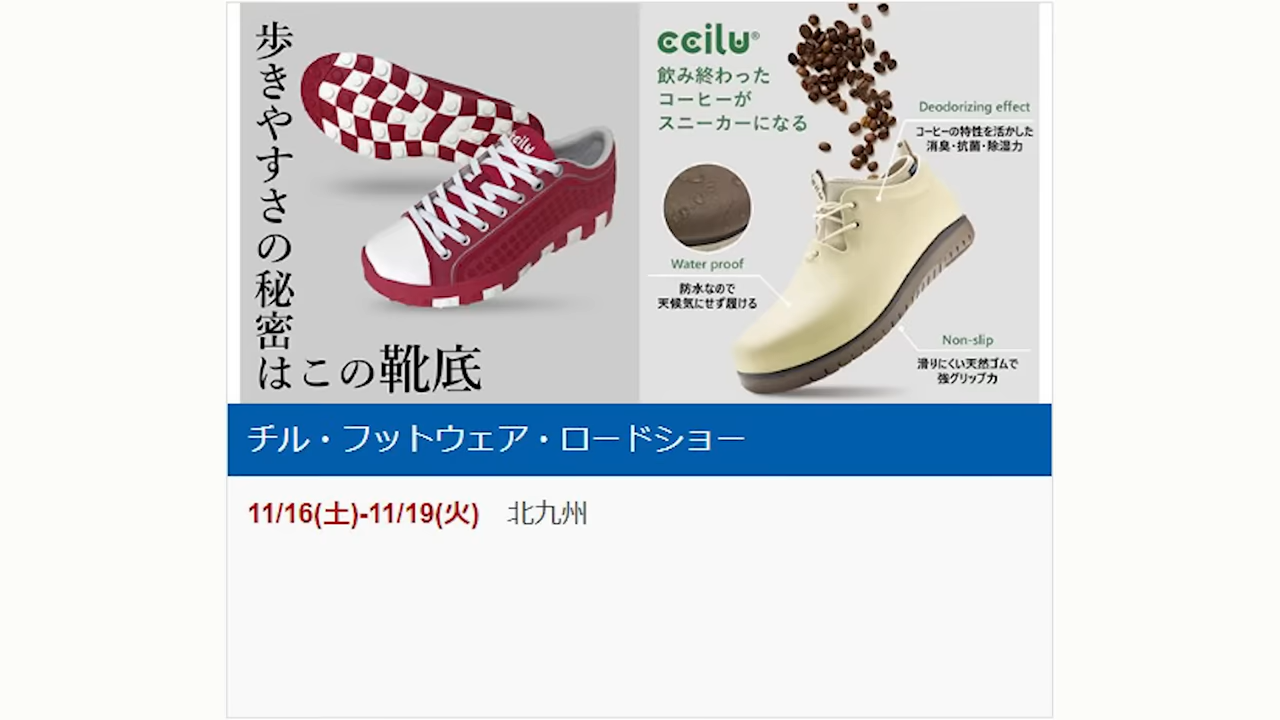 歩きやすさの秘密は
この靴底
ccilu
ccilu®
飲み終わった
コーヒーが
スニーカーになる
Deodorizing effect
コーヒーの特性を活かした
消臭・抗菌・除湿力
Water proof
防水なので
天候気にせず履ける
Non-slip
滑りにくい天然ゴムで
強グリップ力
チル・フットウェア・ロードショー
11/16(土)-11/19(火) 北九州